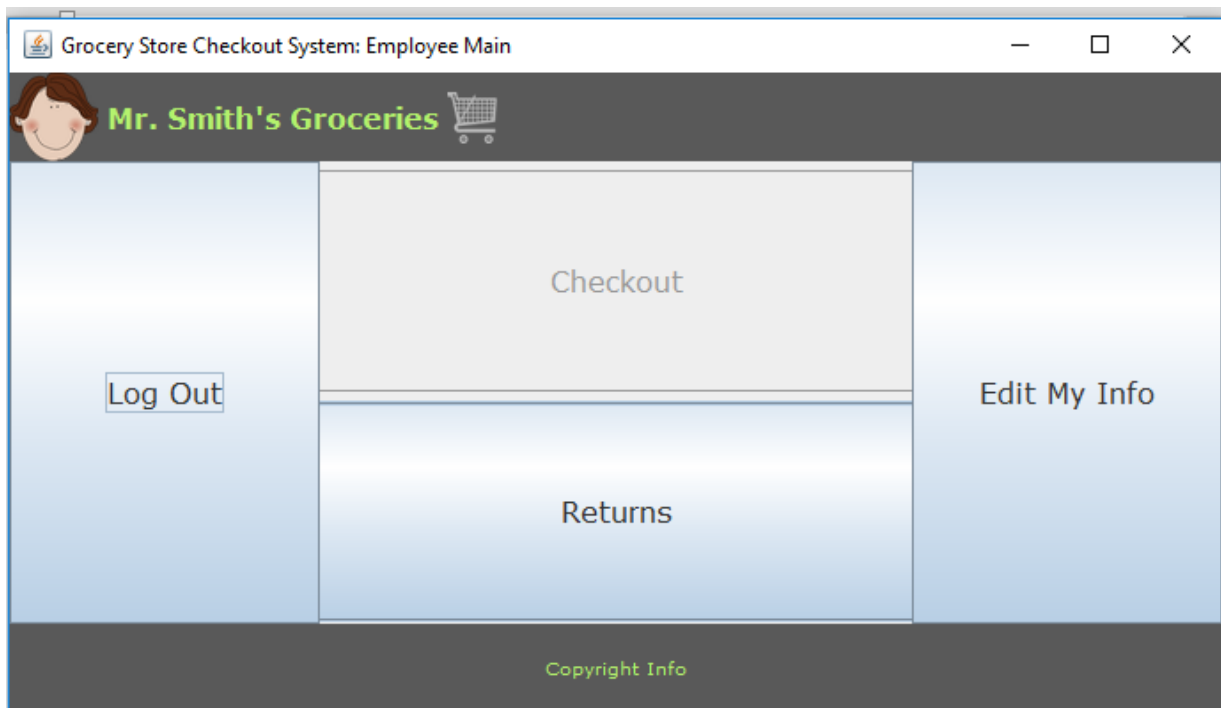 Grocery Store Checkout System: Employee Main
Mr. Smith's Groceries
Checkout
Log Out
Edit My Info
Returns
Copyright Info